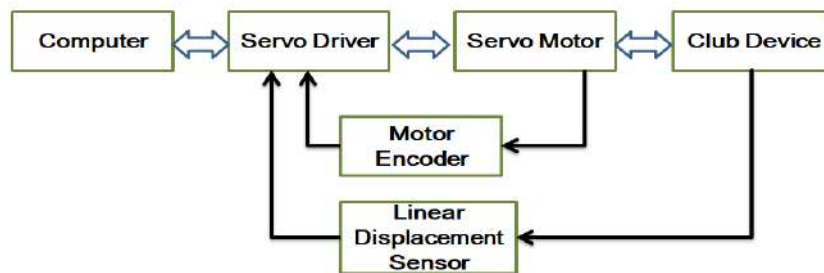 Computer
Servo Driver
Servo Motor
Club Device
Motor
Encoder
Linear
Displacement
Sensor